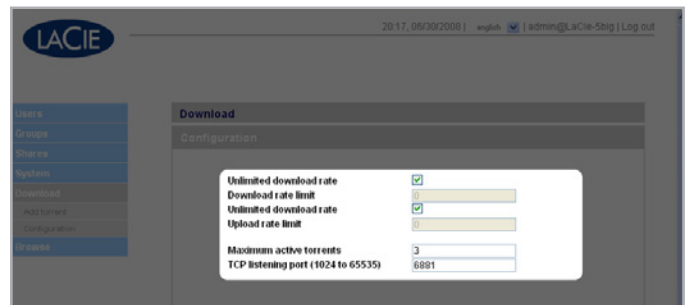 LACIE
20:17, 06/30/2008 | english | admin@LaCie-5big | Log out
Users
Groups
Shares
System
Download
Add torrent
Configuration
Browse
Download
Configuration
Unlimited download rate
Download rate limit 0
Unlimited download rate
Upload rate limit 0
Maximum active torrents 3
TCP listening port (1024 to 65535) 6881